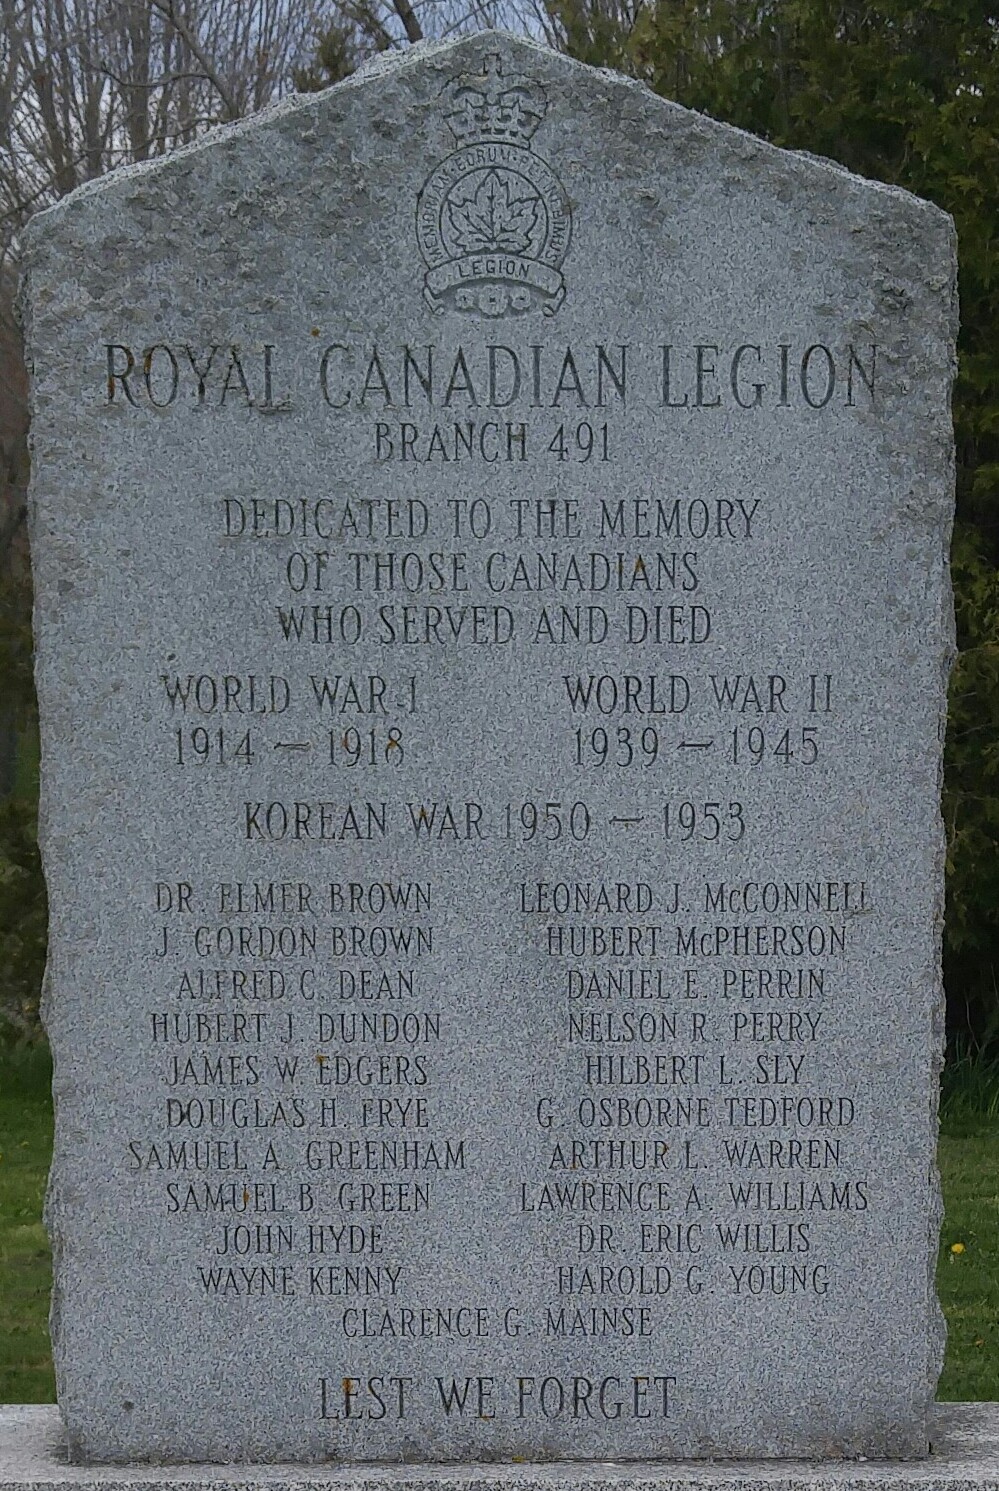 MEMORIAM EORUM RETINEBIMUS
LEGION
ROYAL CANADIAN LEGION
BRANCH 491
DEDICATED TO THE MEMORY
OF THOSE CANADIANS
WHO SERVED AND DIED
WORLD WAR I WORLD WAR II
1914 – 1918 1939 – 1945
KOREAN WAR 1950 – 1953
DR. ELMER BROWN LEONARD J. McCONNELL
J. GORDON BROWN HUBERT McPHERSON
ALFRED C. DEAN DANIEL E. PERRIN
HUBERT J. DUNDON NELSON R. PERRY
JAMES W. EDGERS HILBERT L. SLY
DOUGLAS H. FRYE G. OSBORNE TEDFORD
SAMUEL A. GREENHAM ARTHUR L. WARREN
SAMUEL B. GREEN LAWRENCE A. WILLIAMS
JOHN HYDE DR. ERIC WILLIS
WAYNE KENNY HAROLD G. YOUNG
CLARENCE G. MAINSE
LEST WE FORGET